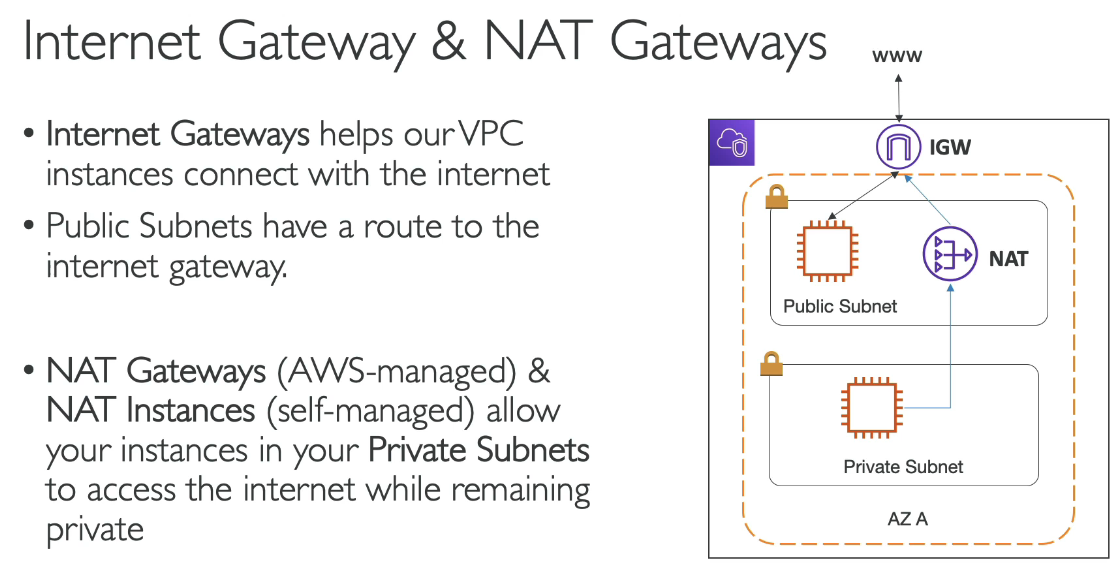 Internet Gateway & NAT Gateways
• Internet Gateways helps our VPC
instances connect with the internet
• Public Subnets have a route to the
internet gateway.
• NAT Gateways (AWS-managed) &
NAT Instances (self-managed) allow
your instances in your Private Subnets
to access the internet while remaining
private
www
IGW
NAT
Public Subnet
Private Subnet
AZ A